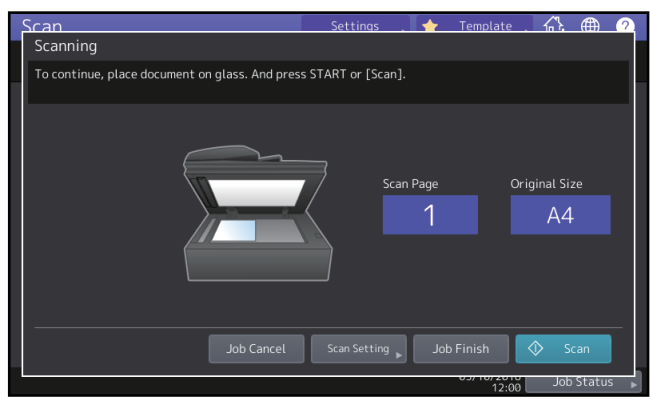 Scan
Settings
Template
Scanning
To continue, place document on glass. And press START or [Scan].
Scan Page
Original Size
1
A4
Job Cancel
Scan Setting
Job Finish
Scan
12:00
Job Status